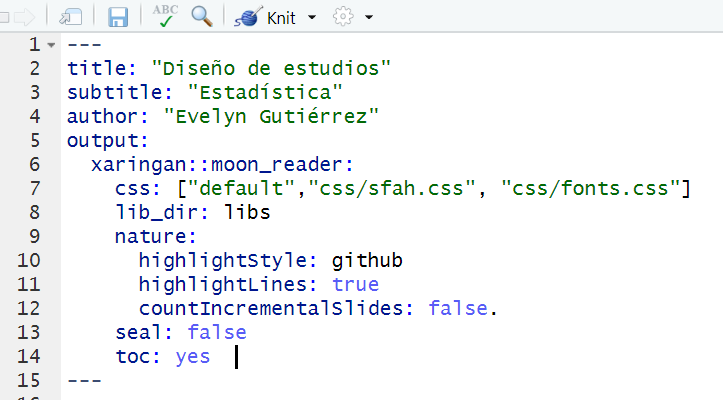 ABC
Knit
1 ---
2 title: "Diseño de estudios"
3 subtitle: "Estadística"
4 author: "Evelyn Gutiérrez"
5 output:
6   xaringan::moon_reader:
7     css: ["default","css/sfah.css", "css/fonts.css"]
8     lib_dir: libs
9     nature:
10       highlightStyle: github
11       highlightLines: true
12       countIncrementalSlides: false.
13     seal: false
14     toc: yes
15 ---